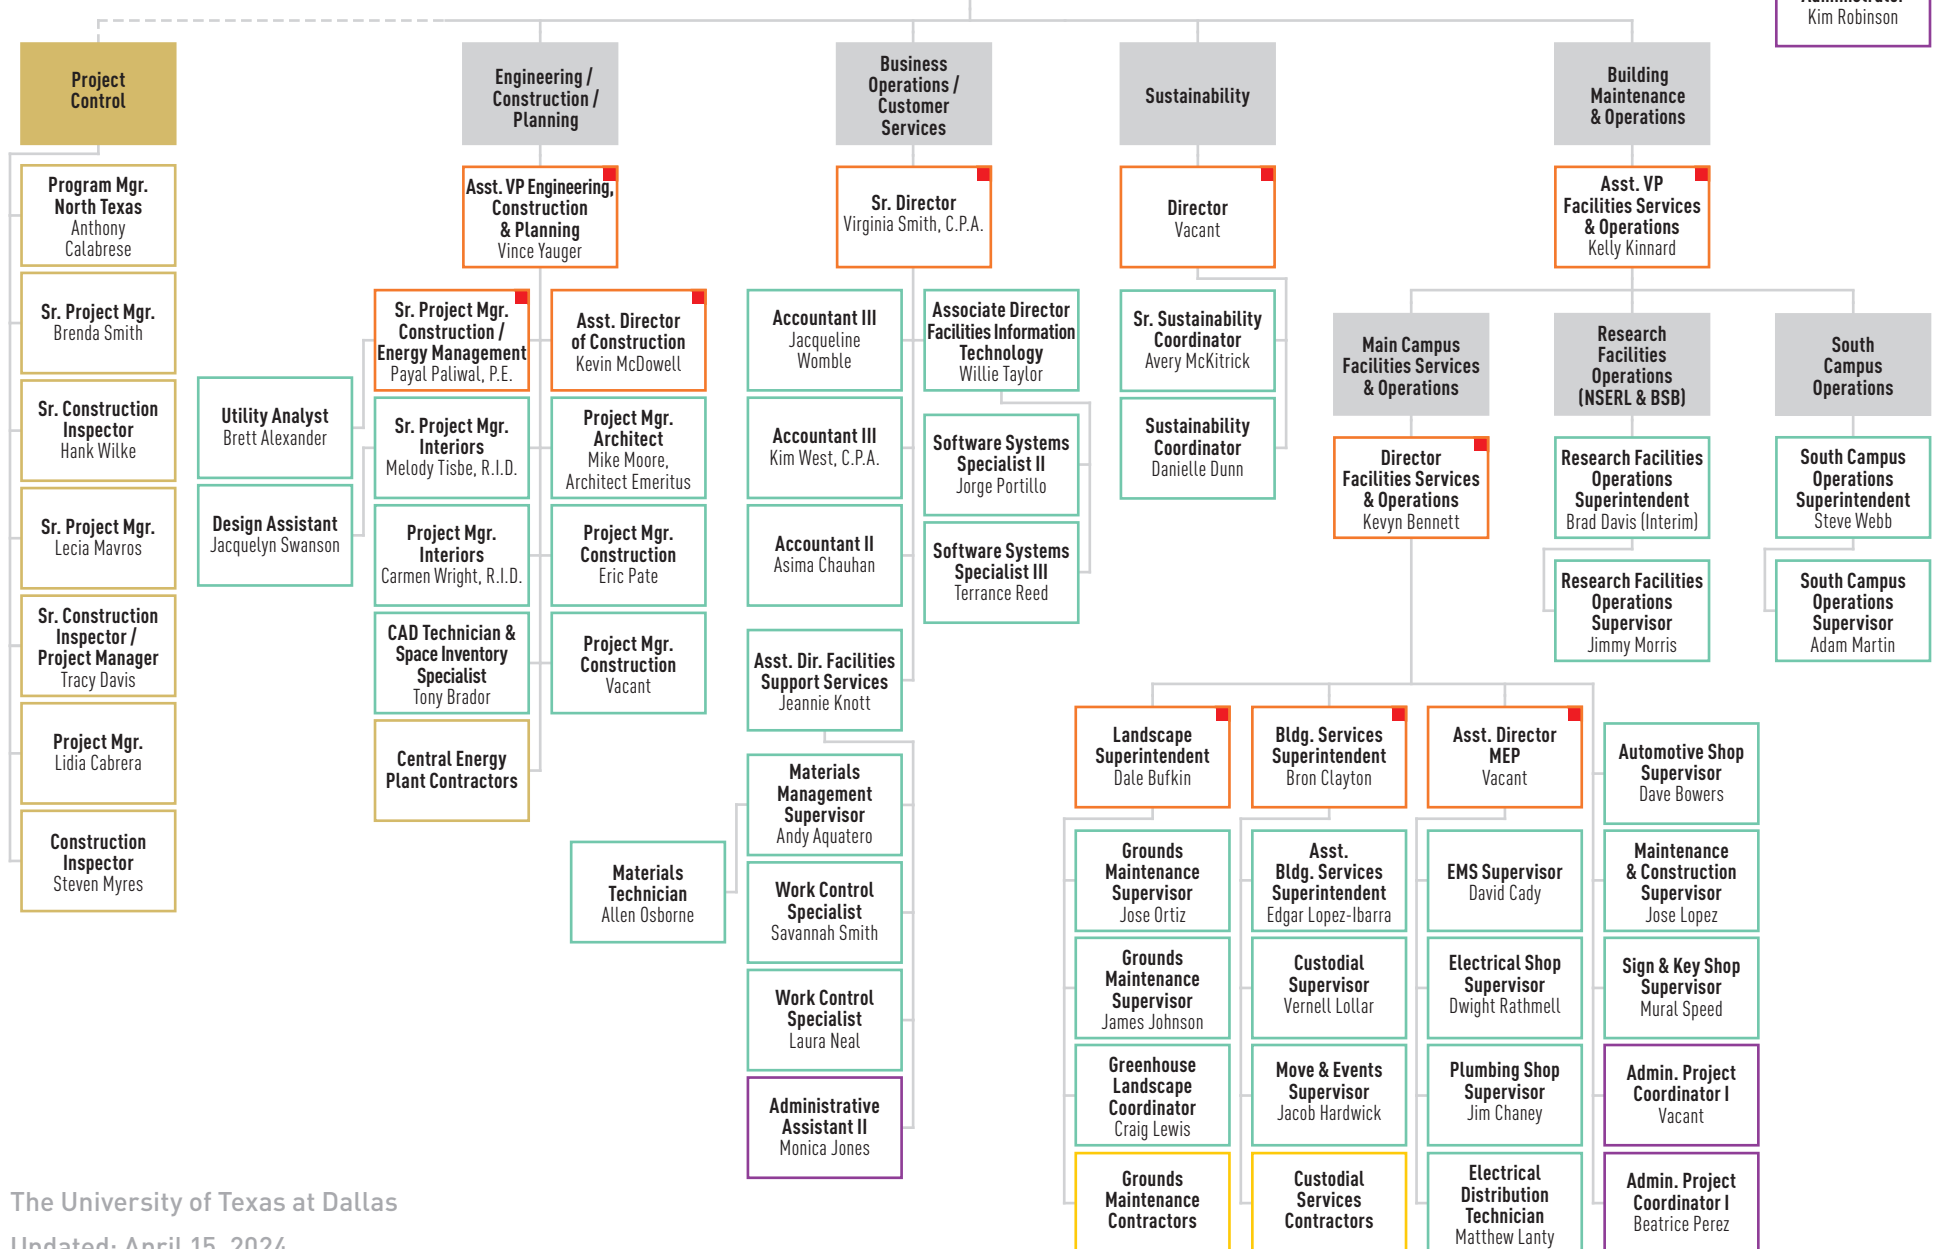 Administrator
Kim Robinson
Project
Control
Engineering /
Construction /
Planning
Business
Operations /
Customer
Services
Sustainability
Building
Maintenance
& Operations
Program Mgr.
North Texas
Anthony
Calabrese
Sr. Project Mgr.
Brenda Smith
Sr. Construction
Inspector
Hank Wilke
Sr. Project Mgr.
Lecia Mavros
Sr. Construction
Inspector /
Project Manager
Tracy Davis
Project Mgr.
Lidia Cabrera
Construction
Inspector
Steven Myres
Asst. VP Engineering,
Construction
& Planning
Vince Yauger
Sr. Project Mgr.
Construction /
Energy Management
Payal Paliwal, P.E.
Asst. Director
of Construction
Kevin McDowell
Utility Analyst
Brett Alexander
Sr. Project Mgr.
Interiors
Melody Tisbe, R.I.D.
Project Mgr.
Architect
Mike Moore,
Architect Emeritus
Design Assistant
Jacquelyn Swanson
Project Mgr.
Interiors
Carmen Wright, R.I.D.
Project Mgr.
Construction
Eric Pate
CAD Technician &
Space Inventory
Specialist
Tony Brador
Project Mgr.
Construction
Vacant
Central Energy
Plant Contractors
Sr. Director
Virginia Smith, C.P.A.
Accountant III
Jacqueline
Womble
Associate Director
Facilities Information
Technology
Willie Taylor
Accountant III
Kim West, C.P.A.
Software Systems
Specialist II
Jorge Portillo
Accountant II
Asima Chauhan
Software Systems
Specialist III
Terrance Reed
Asst. Dir. Facilities
Support Services
Jeannie Knott
Materials
Management
Supervisor
Andy Aquatero
Materials
Technician
Allen Osborne
Work Control
Specialist
Savannah Smith
Work Control
Specialist
Laura Neal
Administrative
Assistant II
Monica Jones
Director
Vacant
Sr. Sustainability
Coordinator
Avery McKitrick
Sustainability
Coordinator
Danielle Dunn
Asst. VP
Facilities Services
& Operations
Kelly Kinnard
Main Campus
Facilities Services
& Operations
Research
Facilities
Operations
(NSERL & BSB)
South
Campus
Operations
Director
Facilities Services
& Operations
Kevyn Bennett
Research Facilities
Operations
Superintendent
Brad Davis (Interim)
South Campus
Operations
Superintendent
Steve Webb
Research Facilities
Operations
Supervisor
Jimmy Morris
South Campus
Operations
Supervisor
Adam Martin
Landscape
Superintendent
Dale Bufkin
Bldg. Services
Superintendent
Bron Clayton
Asst. Director
MEP
Vacant
Automotive Shop
Supervisor
Dave Bowers
Grounds
Maintenance
Supervisor
Jose Ortiz
Asst.
Bldg. Services
Superintendent
Edgar Lopez-Ibarra
EMS Supervisor
David Cady
Maintenance
& Construction
Supervisor
Jose Lopez
Grounds
Maintenance
Supervisor
James Johnson
Custodial
Supervisor
Vernell Lollar
Electrical Shop
Supervisor
Dwight Rathmell
Sign & Key Shop
Supervisor
Mural Speed
Greenhouse
Landscape
Coordinator
Craig Lewis
Move & Events
Supervisor
Jacob Hardwick
Plumbing Shop
Supervisor
Jim Chaney
Admin. Project
Coordinator I
Vacant
Grounds
Maintenance
Contractors
Custodial
Services
Contractors
Electrical
Distribution
Technician
Matthew Lanty
Admin. Project
Coordinator I
Beatrice Perez
The University of Texas at Dallas
Updated: April 15, 2024